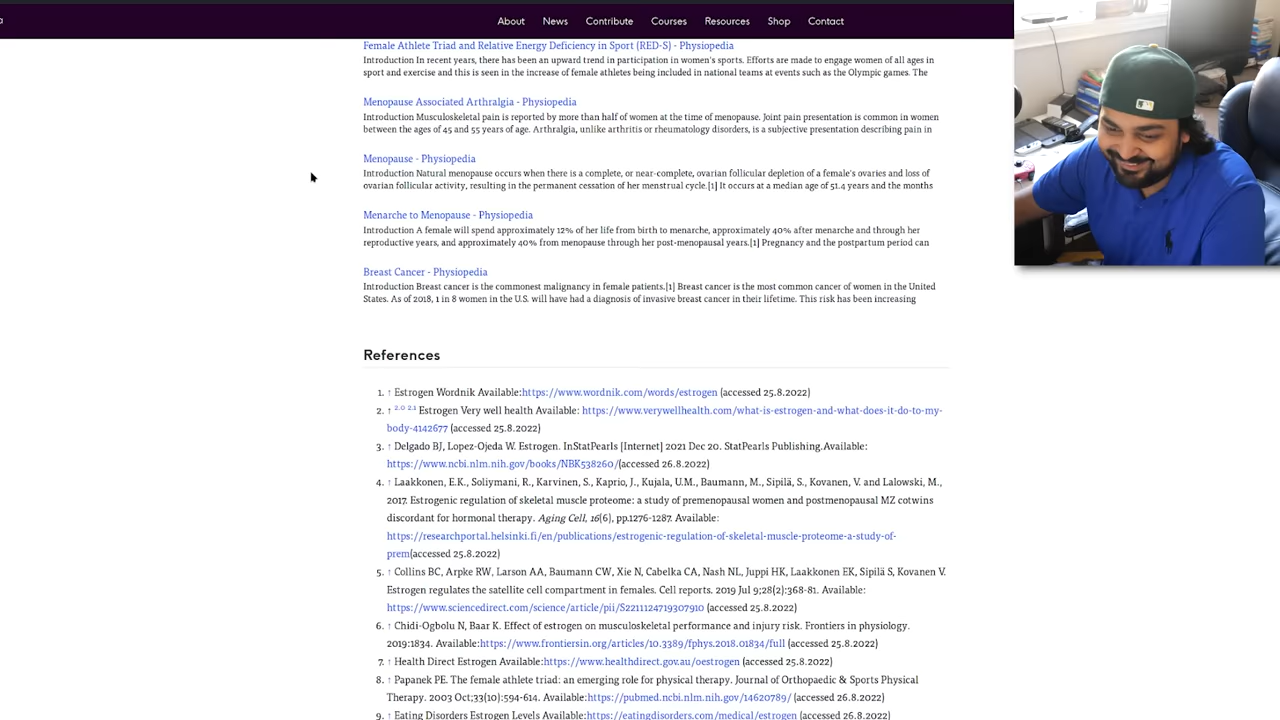 About News Contribute Courses Resources Shop Contact
Female Athlete Triad and Relative Energy Deficiency in Sport (RED-S) - Physiopedia
Introduction In recent years, there has been an upward trend in participation in women's sports. Efforts are made to engage women of all ages in
sport and exercise and this is seen in the increase of female athletes being included in national teams at events such as the Olympic games. The
Menopause Associated Arthralgia - Physiopedia
Introduction Musculoskeletal pain is reported by more than half of women at the time of menopause. Joint pain presentation is common in women
between the ages of 45 and 55 years of age. Arthralgia, unlike arthritis or rheumatology disorders, is a subjective presentation describing pain in
Menopause - Physiopedia
Introduction Natural menopause occurs when there is a complete, or near-complete, ovarian follicular depletion of a female's ovaries and loss of
ovarian follicular activity, resulting in the permanent cessation of her menstrual cycle.[1] It occurs at a median age of 51.4 years and the months
Menarche to Menopause - Physiopedia
Introduction A female will spend approximately 12% of her life from birth to menarche, approximately 40% after menarche and through her
reproductive years, and approximately 40% from menopause through her post-menopausal years.[1] Pregnancy and the postpartum period can
Breast Cancer - Physiopedia
Introduction Breast cancer is the commonest malignancy in female patients.[1] Breast cancer is the most common cancer of women in the United
States. As of 2018, 1 in 8 women in the U.S. will have had a diagnosis of invasive breast cancer in their lifetime. This risk has been increasing
References
1. ↑ Estrogen Wordnik Available:https://www.wordnik.com/words/estrogen (accessed 25.8.2022)
2. ↑ 2.0 2.1 Estrogen Very well health Available: https://www.verywellhealth.com/what-is-estrogen-and-what-does-it-do-to-my-
body-4142677 (accessed 25.8.2022)
3. ↑ Delgado BJ, Lopez-Ojeda W. Estrogen. InStatPearls [Internet] 2021 Dec 20. StatPearls Publishing.Available:
https://www.ncbi.nlm.nih.gov/books/NBK538260/(accessed 26.8.2022)
4. ↑ Laakkonen, E.K., Soliymani, R., Karvinen, S., Kaprio, J., Kujala, U.M., Baumann, M., Sipilä, S., Kovanen, V. and Lalowski, M.,
2017. Estrogenic regulation of skeletal muscle proteome: a study of premenopausal women and postmenopausal MZ cotwins
discordant for hormonal therapy. Aging Cell, 16(6), pp.1276-1287. Available:
https://researchportal.helsinki.fi/en/publications/estrogenic-regulation-of-skeletal-muscle-proteome-a-study-of-
prem(accessed 25.8.2022)
5. ↑ Collins BC, Arpke RW, Larson AA, Baumann CW, Xie N, Cabelka CA, Nash NL, Juppi HK, Laakkonen EK, Sipilä S, Kovanen V.
Estrogen regulates the satellite cell compartment in females. Cell reports. 2019 Jul 9;28(2):368-81. Available:
https://www.sciencedirect.com/science/article/pii/S2211124719307910 (accessed 25.8.2022)
6. ↑ Chidi-Ogbolu N, Baar K. Effect of estrogen on musculoskeletal performance and injury risk. Frontiers in physiology.
2019:1834. Available:https://www.frontiersin.org/articles/10.3389/fphys.2018.01834/full (accessed 25.8.2022)
7. ↑ Health Direct Estrogen Available:https://www.healthdirect.gov.au/oestrogen (accessed 25.8.2022)
8. ↑ Papanek PE. The female athlete triad: an emerging role for physical therapy. Journal of Orthopaedic & Sports Physical
Therapy. 2003 Oct;33(10):594-614. Available:https://pubmed.ncbi.nlm.nih.gov/14620789/ (accessed 26.8.2022)
9. ↑ Eating Disorders Estrogen Levels Available:https://eatingdisorders.com/medical/estrogen (accessed 26.8.2022)